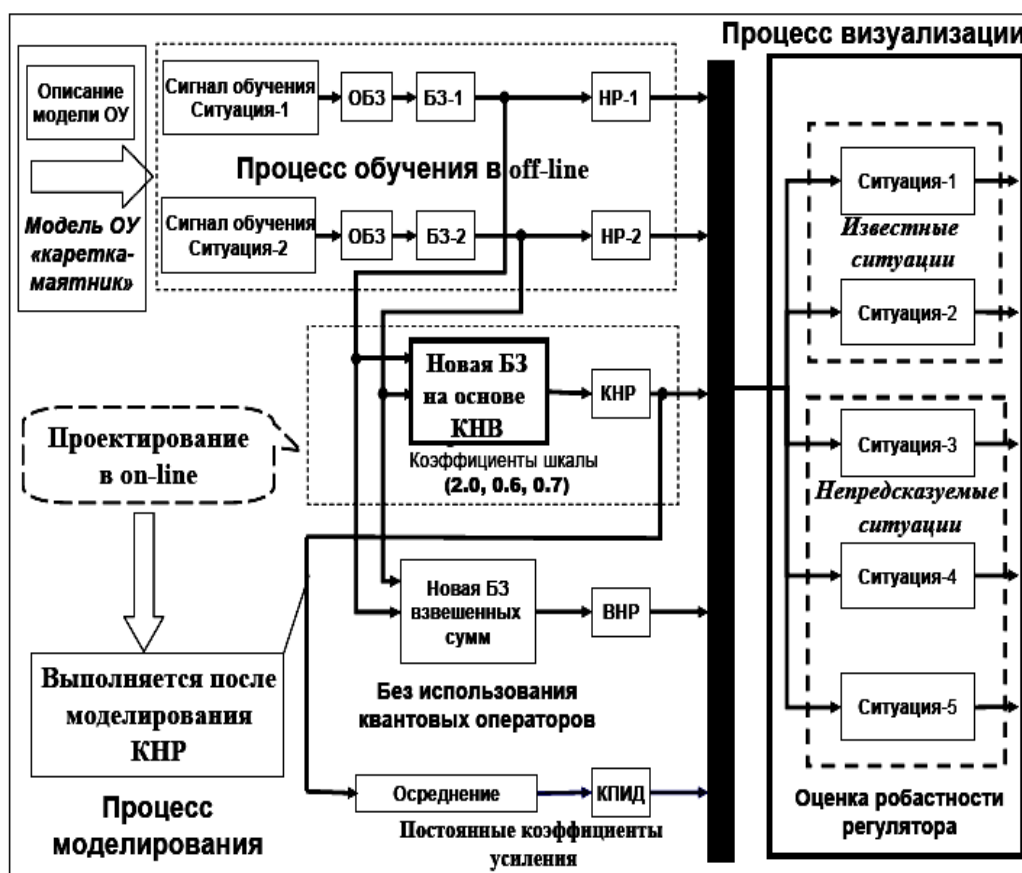 Процесс визуализации
Описание
модели ОУ
Модель ОУ
«каретка-
маятник»
Сигнал обучения
Ситуация-1
ОБЗ
БЗ-1
НР-1
Процесс обучения в off-line
Сигнал обучения
Ситуация-2
ОБЗ
БЗ-2
НР-2
Новая БЗ
на основе
КНВ
КНР
Коэффициенты шкалы
(2.0, 0.6, 0.7)
Проектирование
в on-line
Новая БЗ
взвешенных
сумм
ВНР
Без использования
квантовых операторов
Выполняется после
моделирования
КНР
Процесс
моделирования
Осреднение
КПИД
Постоянные коэффициенты
усиления
Ситуация-1
Известные
ситуации
Ситуация-2
Ситуация-3
Непредсказуемые
ситуации
Ситуация-4
Ситуация-5
Оценка робастности
регулятора